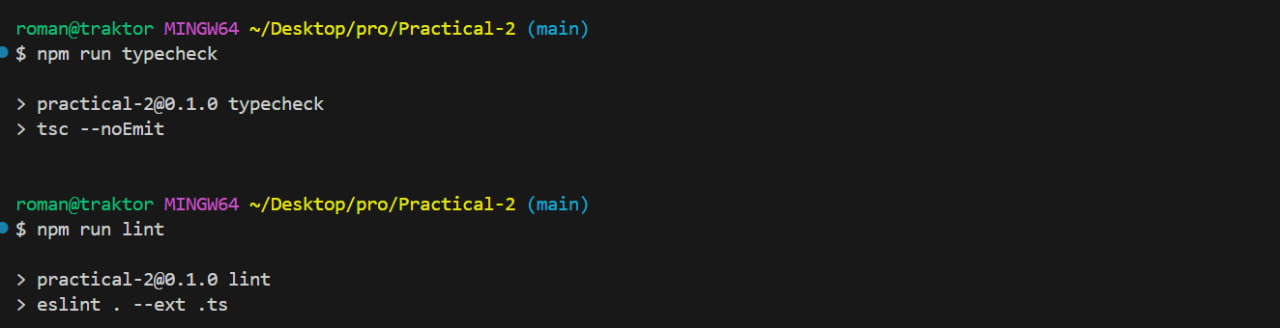 roman@traktor MINGW64 ~/Desktop/pro/Practical-2 (main)
$ npm run typecheck
> practical-2@0.1.0 typecheck
> tsc --noEmit
roman@traktor MINGW64 ~/Desktop/pro/Practical-2 (main)
$ npm run lint
> practical-2@0.1.0 lint
> eslint . --ext .ts